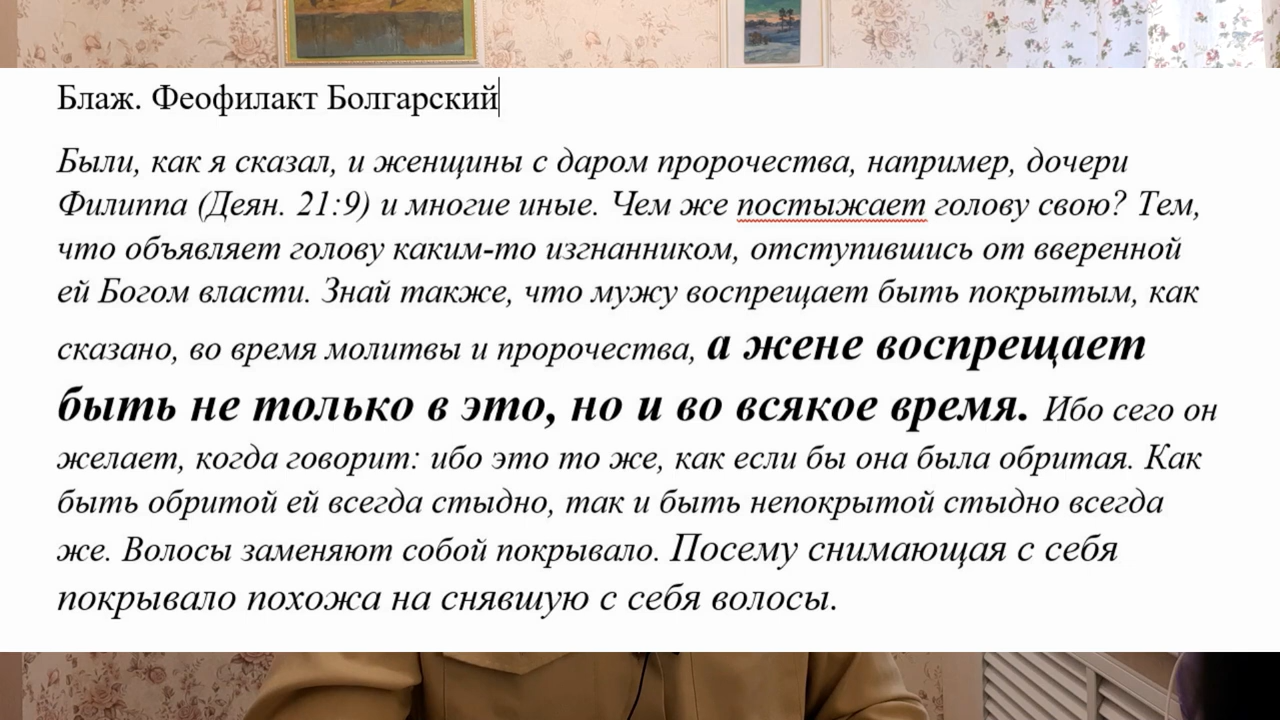 Блаж. Феофилакт Болгарский
Были, как я сказал, и женщины с даром пророчества, например, дочери
Филиппа (Деян. 21:9) и многие иные. Чем же постыжает голову свою? Тем,
что объявляет голову каким-то изгнанником, отступившись от вверенной
ей Богом власти. Знай также, что мужу воспрещает быть покрытым, как
сказано, во время молитвы и пророчества, а жене воспрещает
быть не только в это, но и во всякое время. Ибо сего он
желает, когда говорит: ибо это то же, как если бы она была обритая. Как
быть обритой ей всегда стыдно, так и быть непокрытой стыдно всегда
же. Волосы заменяют собой покрывало. Посему снимающая с себя
покрывало похожа на снявшую с себя волосы.